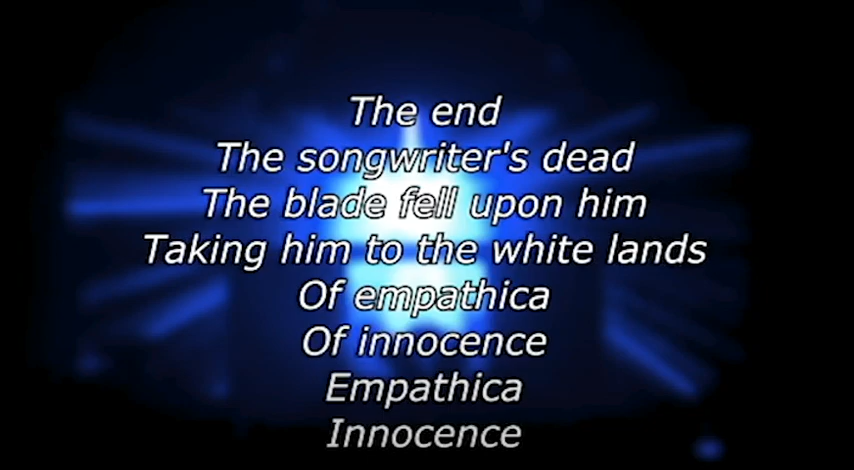 The end
The songwriter's dead
The blade fell upon him
Taking him to the white lands
Of empathica
Of innocence
Empathica
Innocence